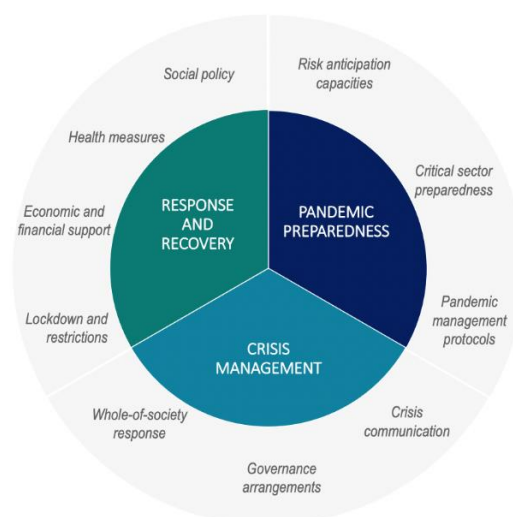 Social policy
Risk anticipation
capacities
Health measures
Critical sector
preparedness
Economic and
financial support
RESPONSE
AND
RECOVERY
PANDEMIC
PREPAREDNESS
Lockdown and
restrictions
Pandemic
management
protocols
CRISIS
MANAGEMENT
Whole-of-society
response
Crisis
communication
Governance
arrangements